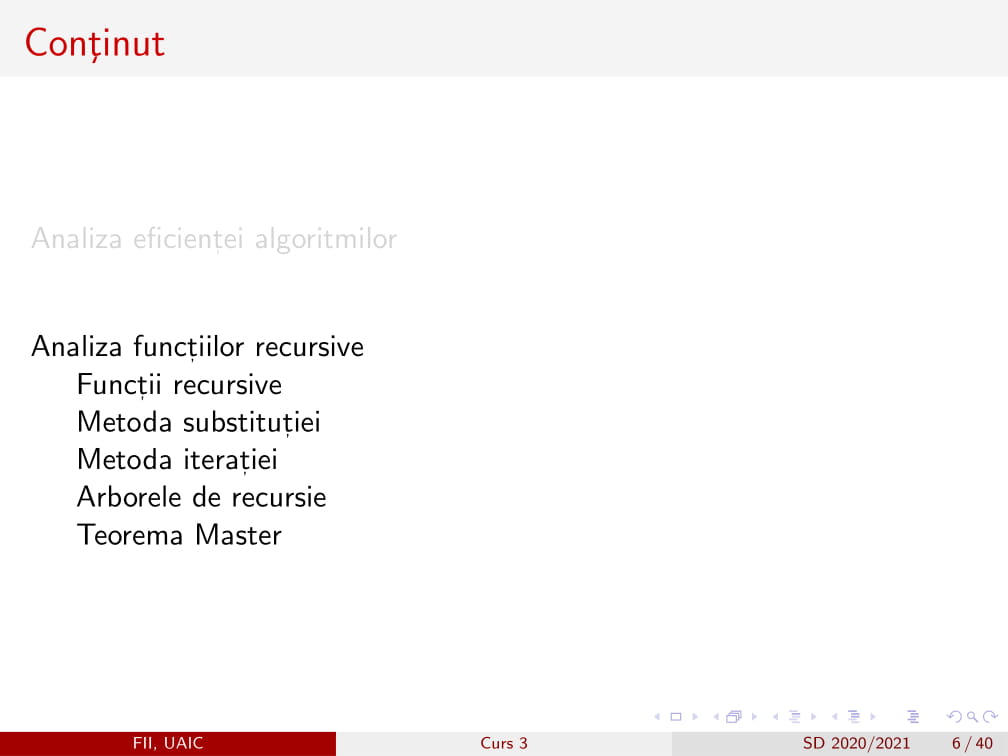 Conținut
Analiza eficienței algoritmilor
Analiza funcțiilor recursive
Funcții recursive
Metoda substituției
Metoda iterației
Arborele de recursie
Teorema Master
FII, UAIC
Curs 3
SD 2020/2021
6 / 40